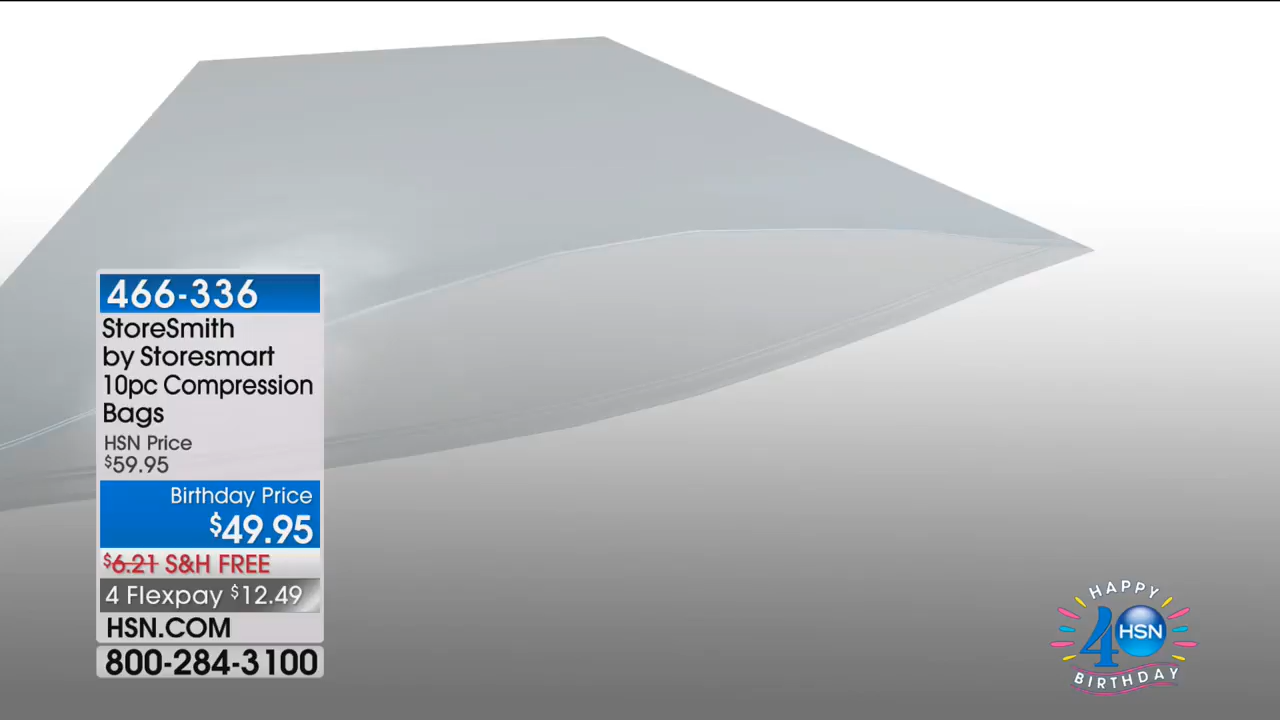 466-336
StoreSmith
by Storesmart
10pc Compression
Bags
HSN Price
$59.95
Birthday Price
$49.95
$6.21 S&H FREE
4 Flexpay $12.49
HSN.COM
800-284-3100
HAPPY
40 HSN
BIRTHDAY